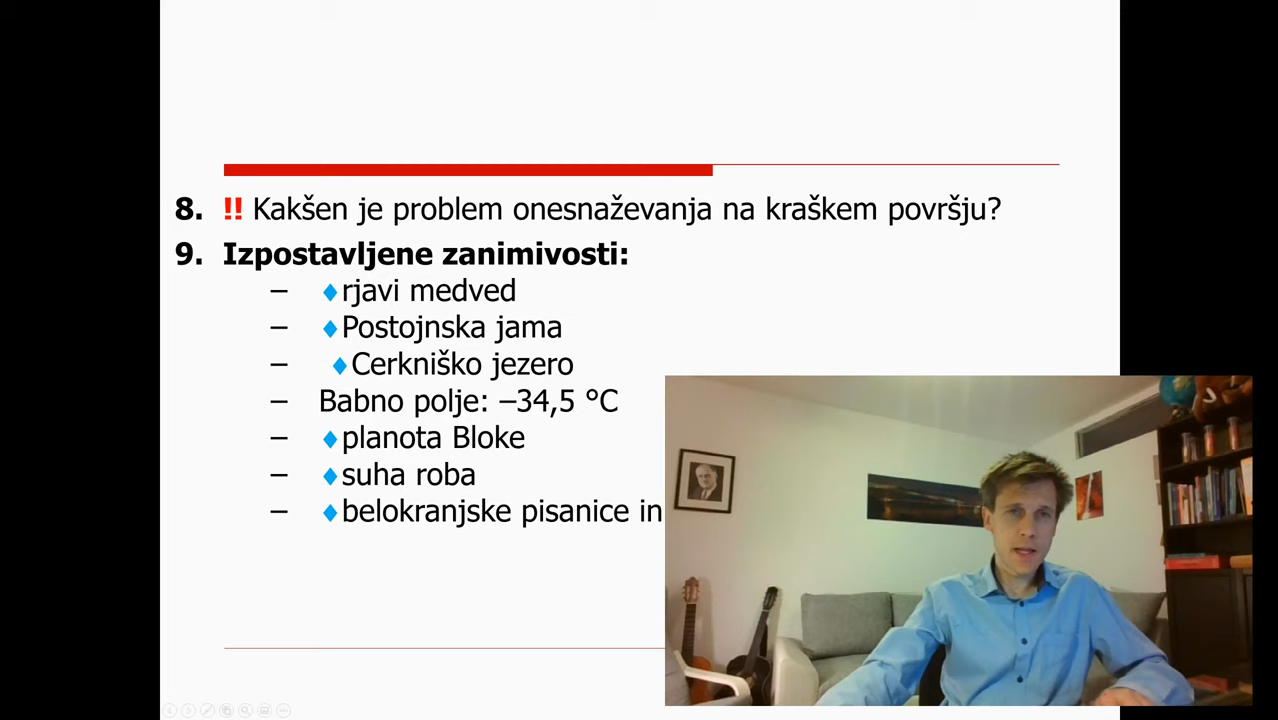 8. !! Kakšen je problem onesnaževanja na kraškem površju?
9. Izpostavljene zanimivosti:
– ♦rjavi medved
– ♦Postojnska jama
– ♦Cerkniško jezero
– Babno polje: –34,5 °C
– ♦planota Bloke
– ♦suha roba
– ♦belokranjske pisanice in